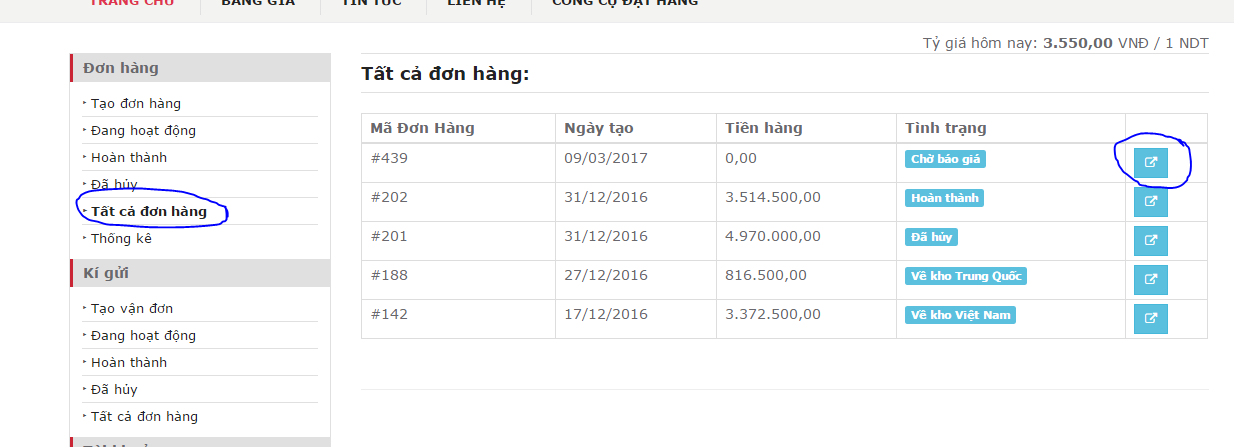 TRANG CHỦ BẢNG GIÁ TIN TỨC LIÊN HỆ CÔNG CỤ ĐẶT HÀNG
Tỷ giá hôm nay: 3.550,00 VNĐ / 1 NDT
Đơn hàng
Tạo đơn hàng
Đang hoạt động
Hoàn thành
Đã hủy
Tất cả đơn hàng
Thống kê
Kí gửi
Tạo vận đơn
Đang hoạt động
Hoàn thành
Đã hủy
Tất cả đơn hàng
Tất cả đơn hàng:
Mã Đơn Hàng Ngày tạo Tiền hàng Tình trạng
#439 09/03/2017 0,00 Chờ báo giá
#202 31/12/2016 3.514.500,00 Hoàn thành
#201 31/12/2016 4.970.000,00 Đã hủy
#188 27/12/2016 816.500,00 Về kho Trung Quốc
#142 17/12/2016 3.372.500,00 Về kho Việt Nam